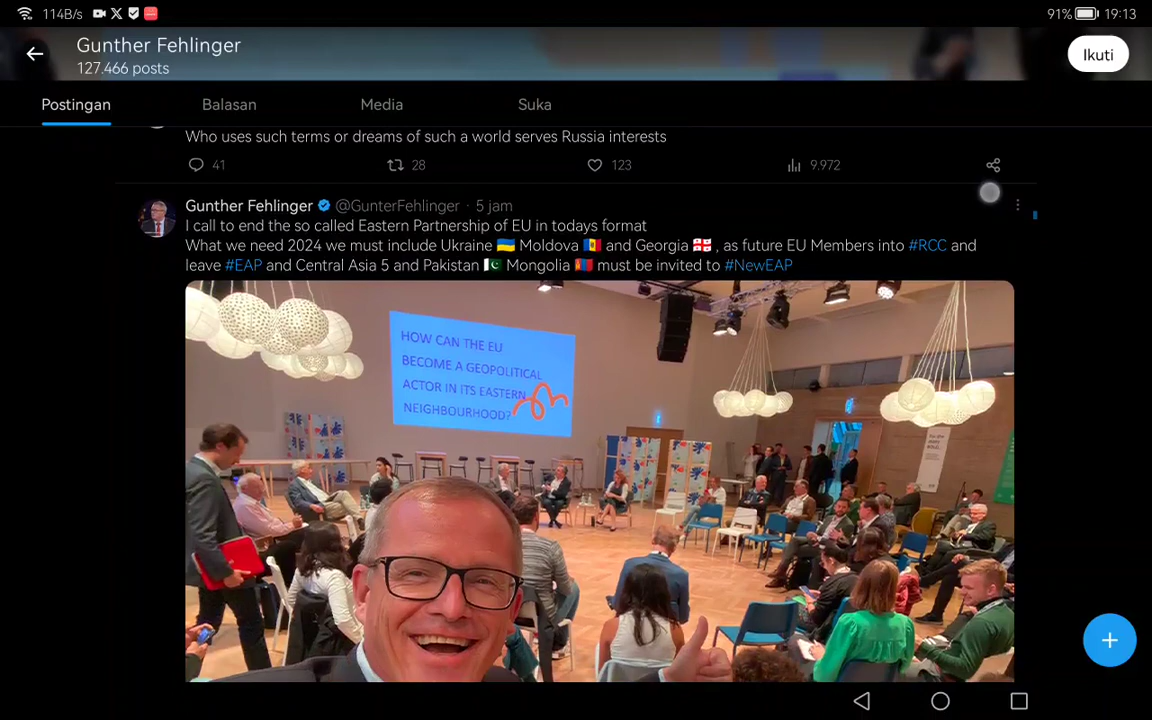 114B/s X 91% 19:13
Gunther Fehlinger
127.466 posts
Ikuti
Postingan Balasan Media Suka
Who uses such terms or dreams of such a world serves Russia interests
41 28 123 9.972
Gunther Fehlinger @GunterFehlinger · 5 jam
I call to end the so called Eastern Partnership of EU in todays format
What we need 2024 we must include Ukraine 🇺🇦 Moldova 🇲🇩 and Georgia 🇬🇪 , as future EU Members into #RCC and
leave #EAP and Central Asia 5 and Pakistan 🇵🇰 Mongolia 🇲🇳 must be invited to #NewEAP
HOW CAN THE EU
BECOME A GEOPOLITICAL
ACTOR IN ITS EASTERN
NEIGHBOURHOOD?